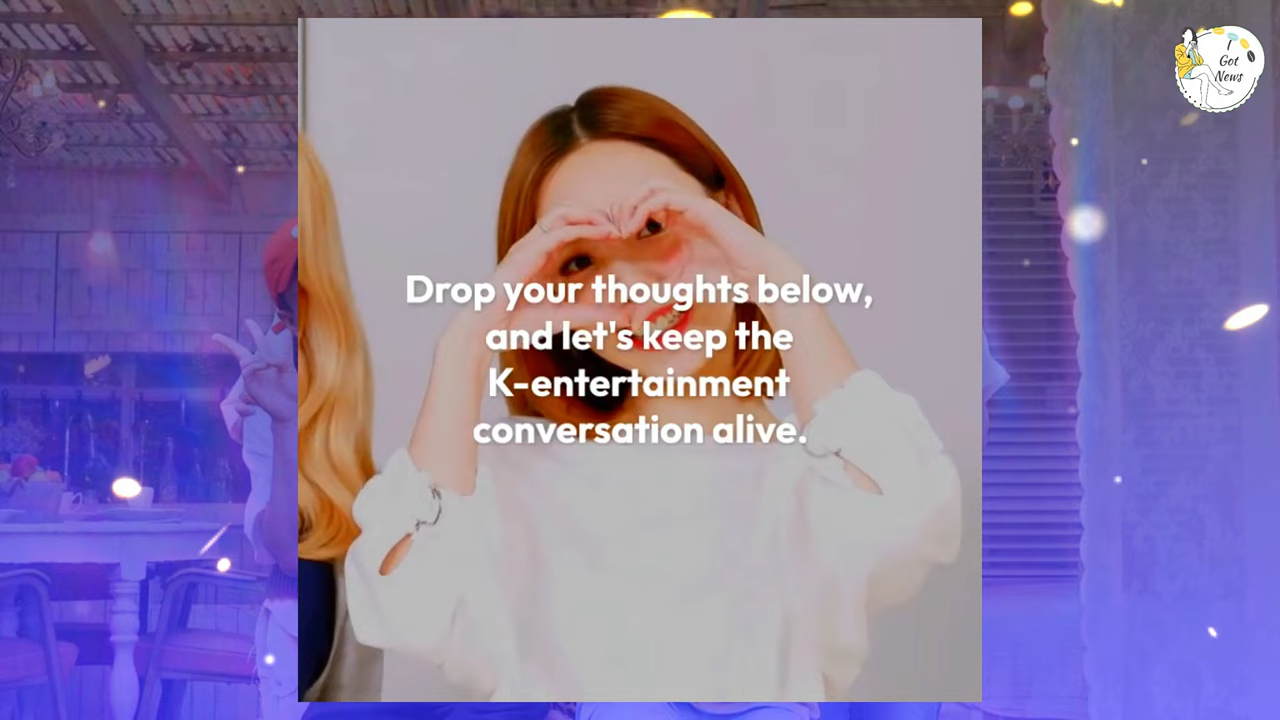 I
Got
News
Drop your thoughts below,
and let's keep the
K-entertainment
conversation alive.